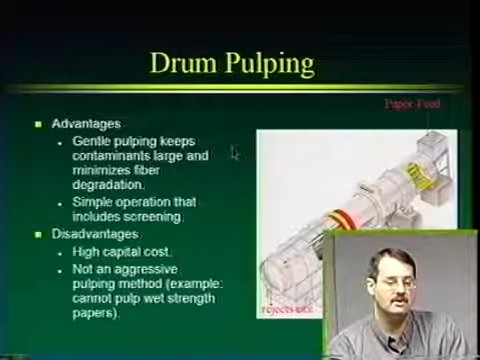 Drum Pulping
Paper Feed
Advantages
Gentle pulping keeps
contaminants large and
minimizes fiber
degradation.
Simple operation that
includes screening.
Disadvantages
High capital cost.
Not an aggressive
pulping method (example:
cannot pulp wet strength
papers).
rejects exit